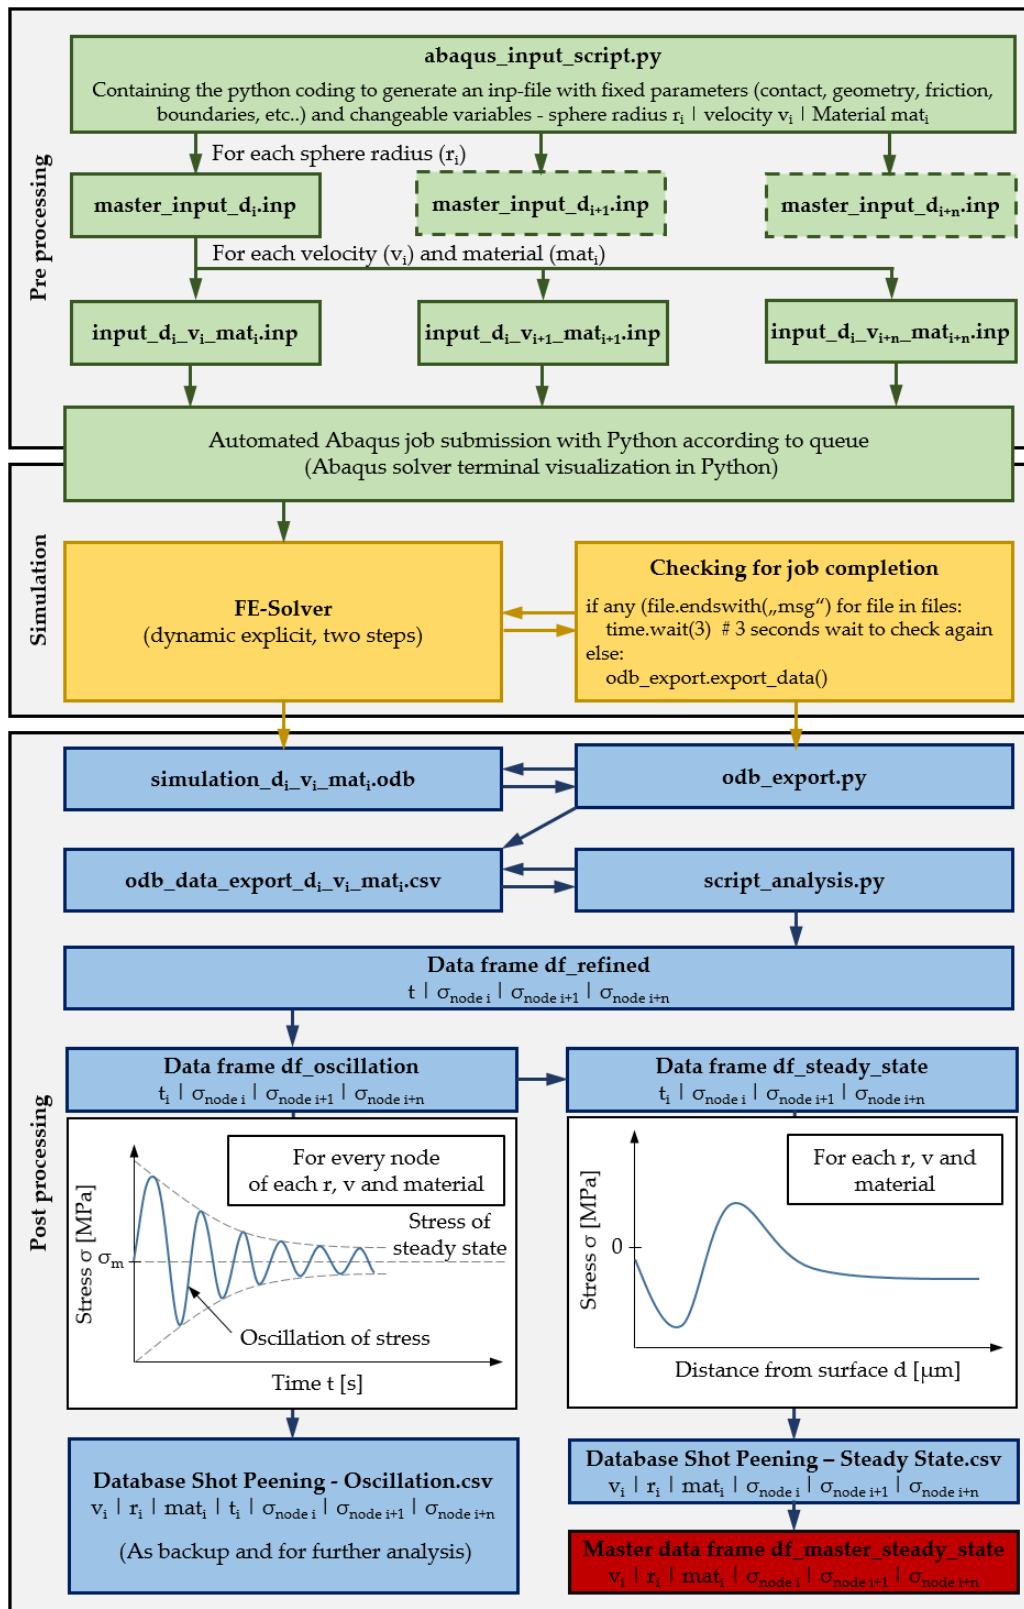 abaqus_input_script.py
Containing the python coding to generate an inp-file with fixed parameters (contact, geometry, friction,
boundaries, etc..) and changeable variables - sphere radius rᵢ | velocity vᵢ | Material matᵢ
For each sphere radius (rᵢ)
master_input_dᵢ.inp
master_input_dᵢ₊₁.inp
master_input_dᵢ₊ₙ.inp
For each velocity (vᵢ) and material (matᵢ)
input_dᵢ_vᵢ_matᵢ.inp
input_dᵢ_vᵢ₊₁_matᵢ₊₁.inp
input_dᵢ_vᵢ₊ₙ_matᵢ₊ₙ.inp
Pre processing
Automated Abaqus job submission with Python according to queue
(Abaqus solver terminal visualization in Python)
Simulation
FE-Solver
(dynamic explicit, two steps)
Checking for job completion
if any (file.endswith(„msg“) for file in files:
time.wait(3) # 3 seconds wait to check again
else:
odb_export.export_data()
Post processing
simulation_dᵢ_vᵢ_matᵢ.odb
odb_export.py
odb_data_export_dᵢ_vᵢ_matᵢ.csv
script_analysis.py
Data frame df_refined
t | σnode i | σnode i+1 | σnode i+n
Data frame df_oscillation
tᵢ | σnode i | σnode i+1 | σnode i+n
Data frame df_steady_state
tᵢ | σnode i | σnode i+1 | σnode i+n
For every node
of each r, v and material
Stress of
steady state
Stress σ [MPa]
σm
Oscillation of stress
Time t [s]
For each r, v and
material
Stress σ [MPa]
0
Distance from surface d [µm]
Database Shot Peening - Oscillation.csv
vᵢ | rᵢ | matᵢ | tᵢ | σnode i | σnode i+1 | σnode i+n
(As backup and for further analysis)
Database Shot Peening – Steady State.csv
vᵢ | rᵢ | matᵢ | σnode i | σnode i+1 | σnode i+n
Master data frame df_master_steady_state
vᵢ | rᵢ | matᵢ | σnode i | σnode i+1 | σnode i+n